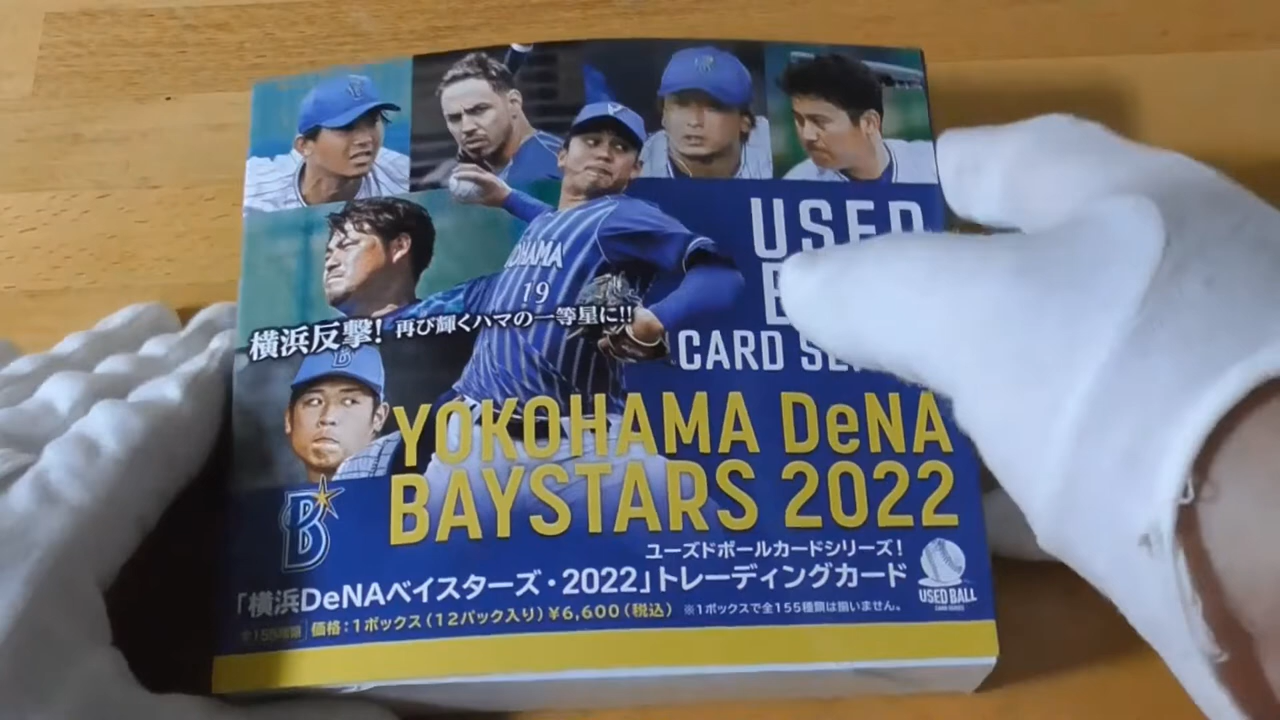 USED
CARD
YOKOHAMA
19
横浜反撃! 再び輝くハマの一等星に!!
YOKOHAMA DeNA
BAYSTARS 2022
B
ユーズドボールカードシリーズ!
「横浜DeNAベイスターズ・2022」トレーディングカード
全155種類 価格:1ボックス(12パック入り)¥6,600(税込) ※1ボックスで全155種類は揃いません。
USED BALL
CARD SERIES